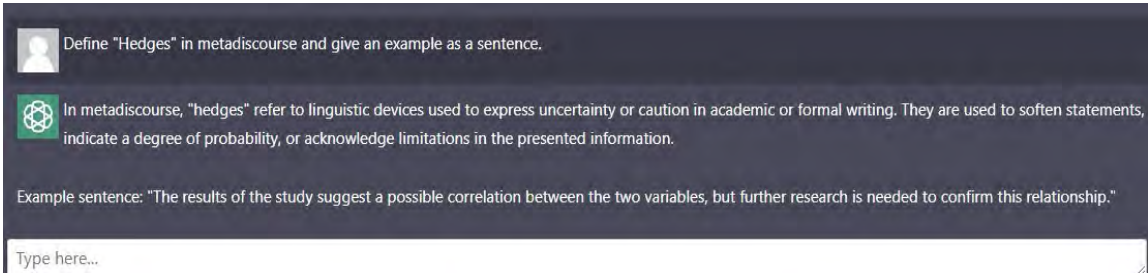 Define "Hedges" in metadiscourse and give an example as a sentence.
In metadiscourse, "hedges" refer to linguistic devices used to express uncertainty or caution in academic or formal writing. They are used to soften statements,
indicate a degree of probability, or acknowledge limitations in the presented information.
Example sentence: "The results of the study suggest a possible correlation between the two variables, but further research is needed to confirm this relationship."
Type here...